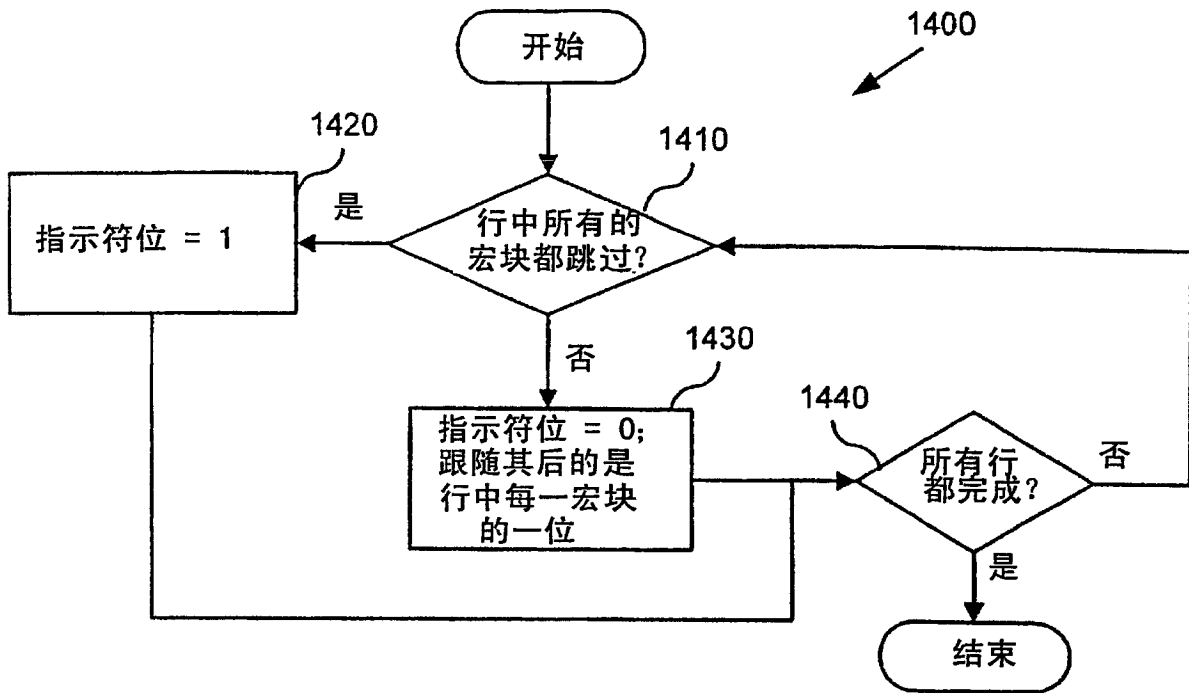 开始
1400
1420
1410
指示符位 = 1
是
行中所有的
宏块都跳过?
否
1430
1440
指示符位 = 0;
跟随其后的是
行中每一宏块
的一位
所有行
都完成?
否
是
结束